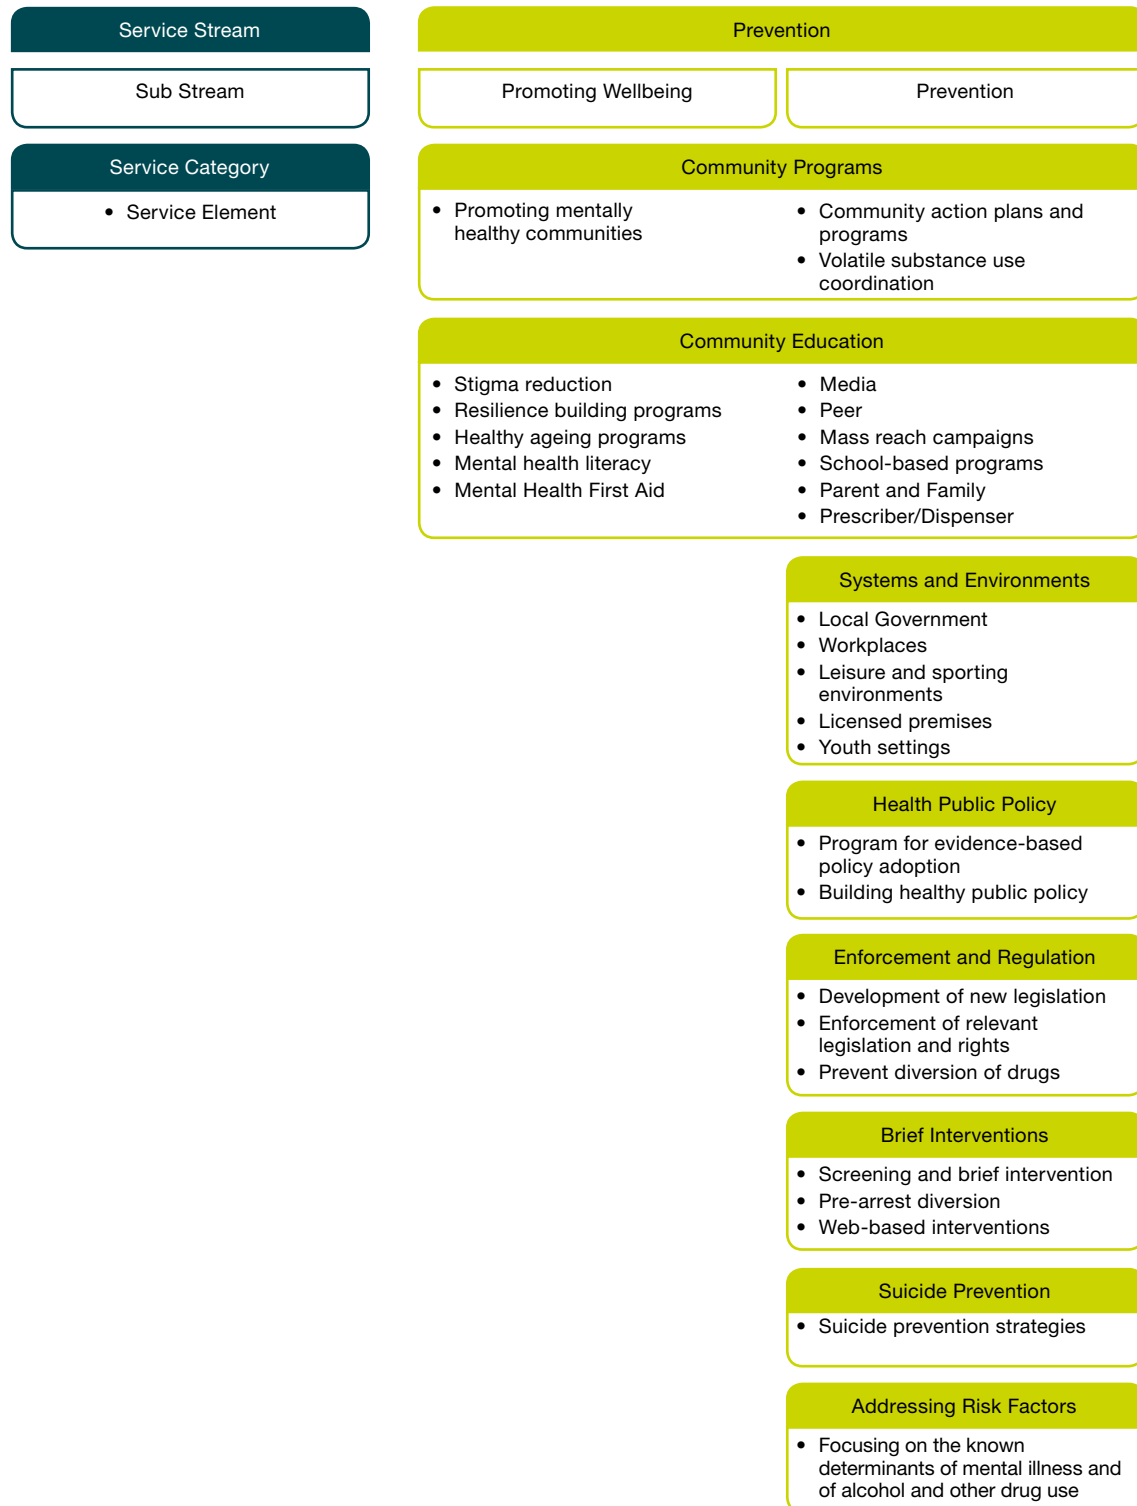 Service Stream
Sub Stream
Service Category
• Service Element
Prevention
Promoting Wellbeing
Prevention
Community Programs
• Promoting mentally
healthy communities
• Community action plans and
programs
• Volatile substance use
coordination
Community Education
• Stigma reduction
• Resilience building programs
• Healthy ageing programs
• Mental health literacy
• Mental Health First Aid
• Media
• Peer
• Mass reach campaigns
• School-based programs
• Parent and Family
• Prescriber/Dispenser
Systems and Environments
• Local Government
• Workplaces
• Leisure and sporting
environments
• Licensed premises
• Youth settings
Health Public Policy
• Program for evidence-based
policy adoption
• Building healthy public policy
Enforcement and Regulation
• Development of new legislation
• Enforcement of relevant
legislation and rights
• Prevent diversion of drugs
Brief Interventions
• Screening and brief intervention
• Pre-arrest diversion
• Web-based interventions
Suicide Prevention
• Suicide prevention strategies
Addressing Risk Factors
• Focusing on the known
determinants of mental illness and
of alcohol and other drug use